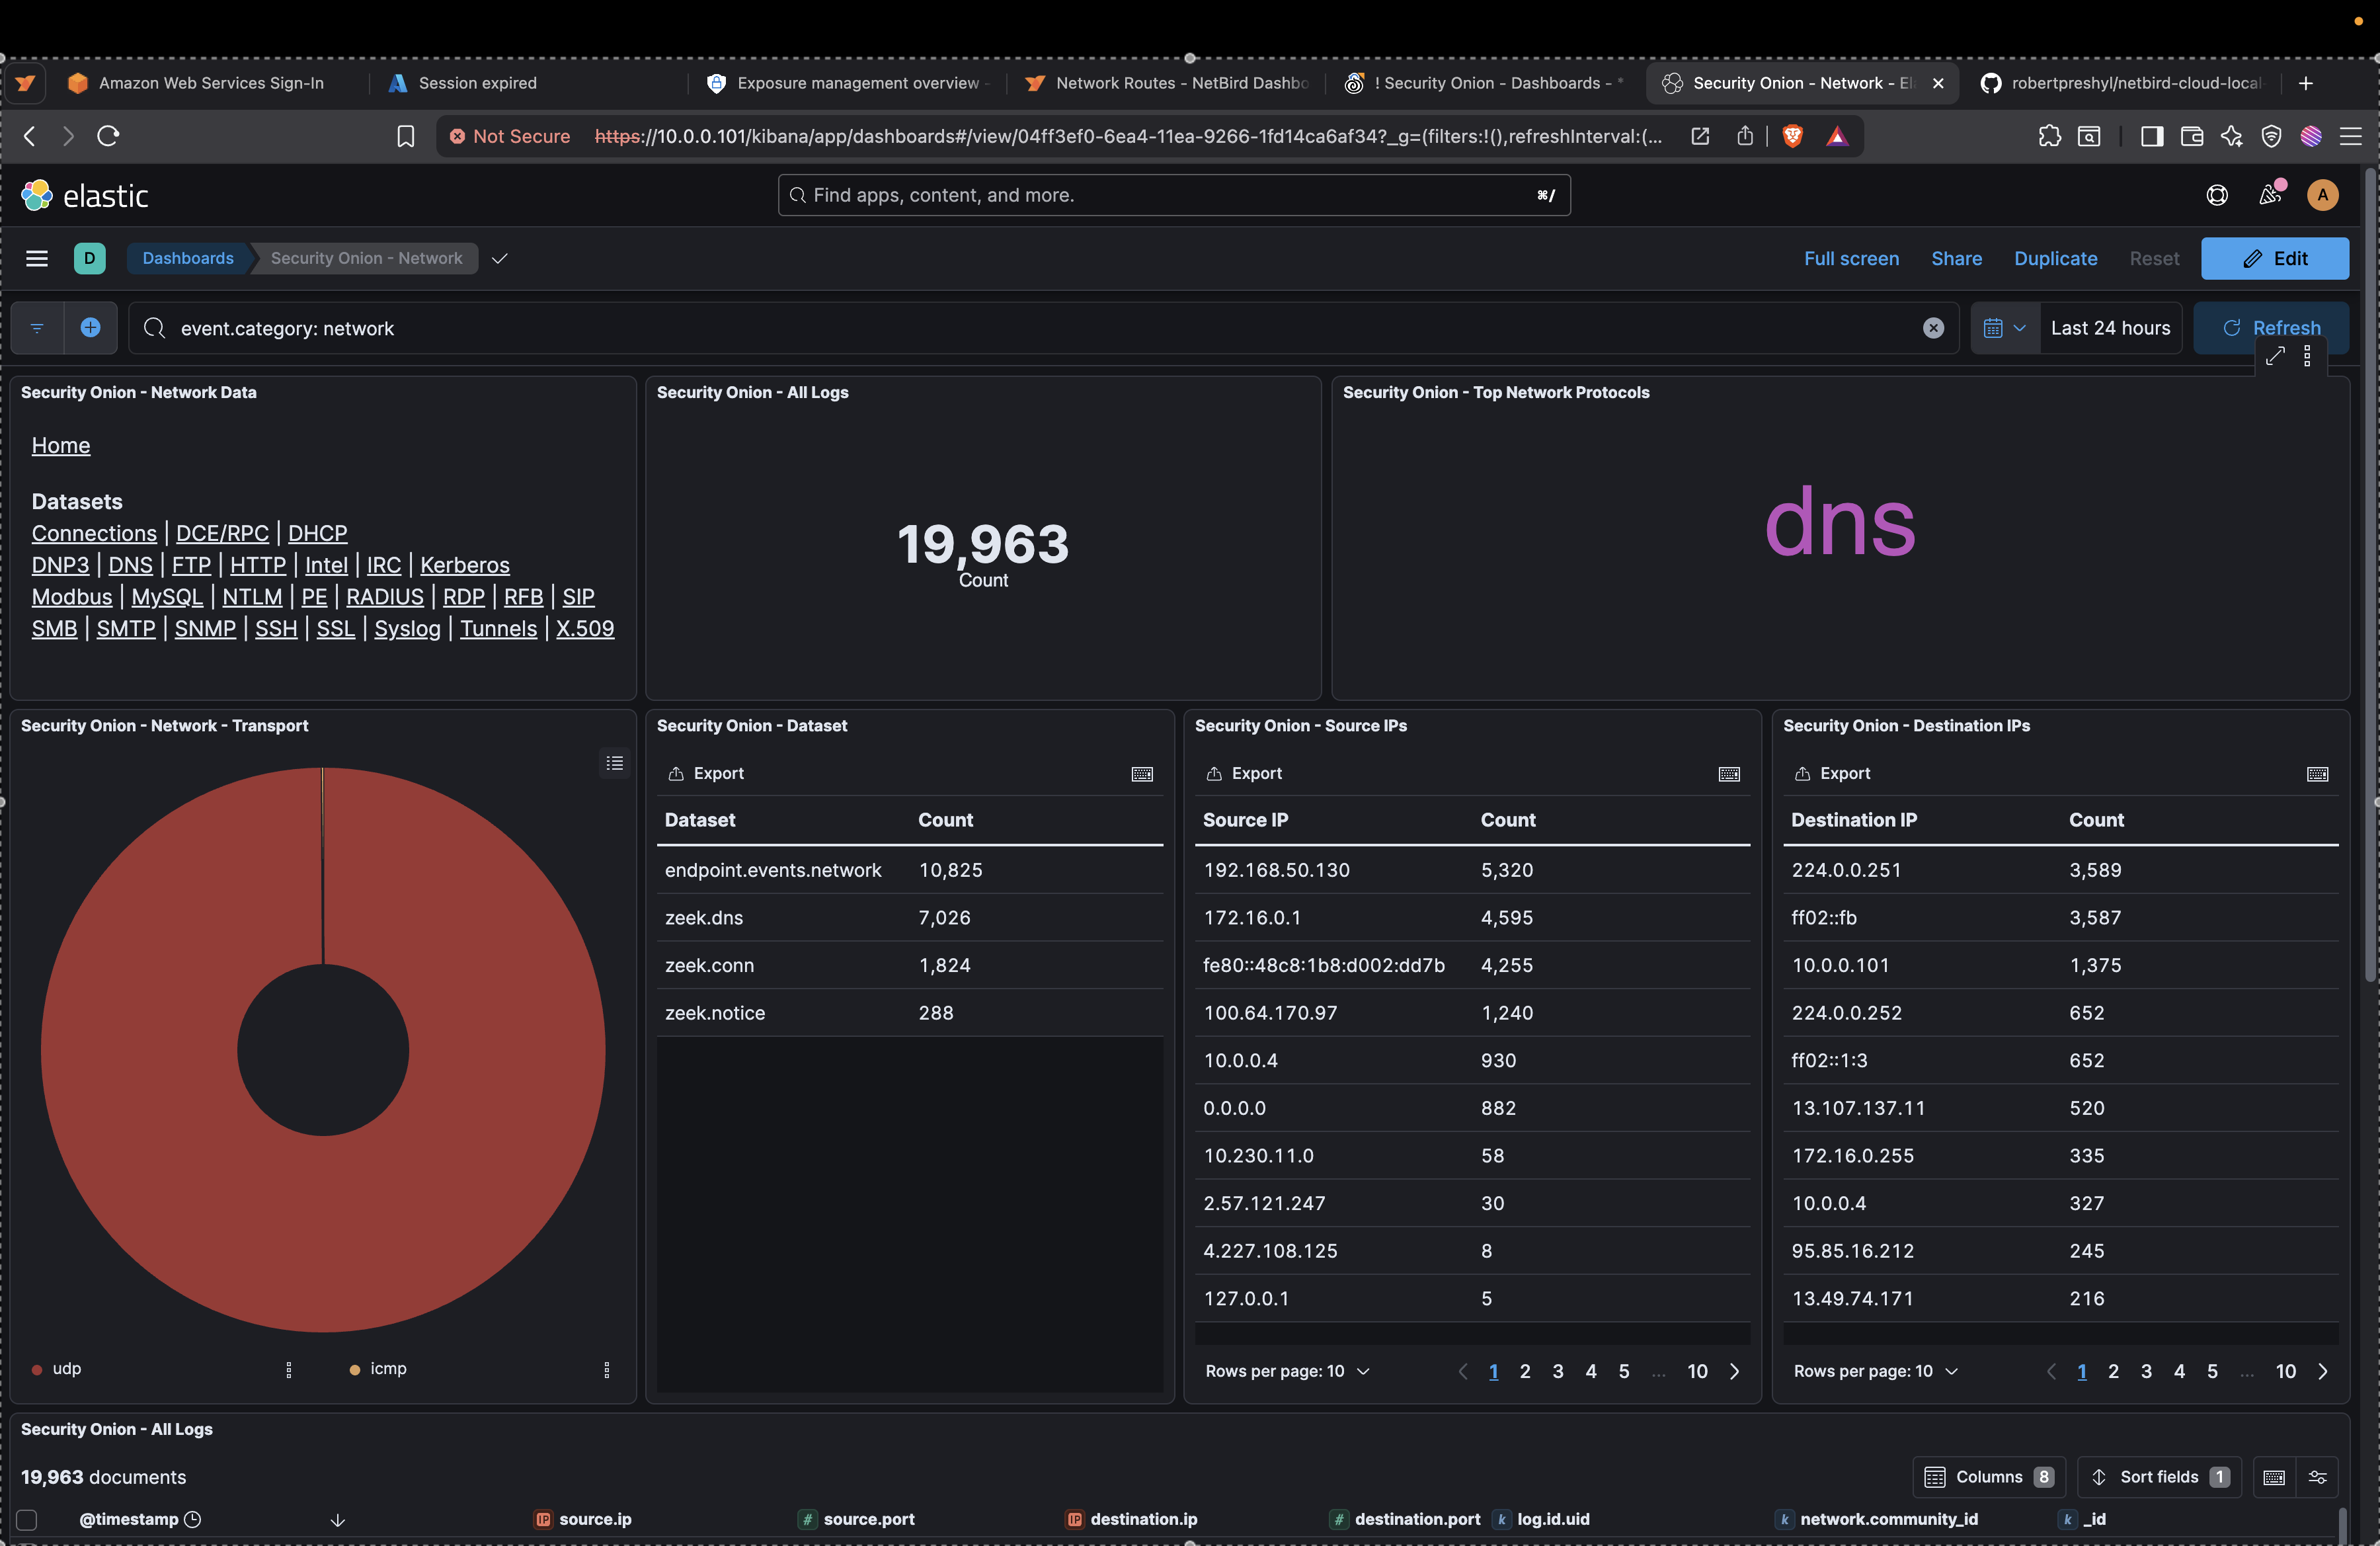 Amazon Web Services Sign-In
Session expired
Exposure management overview -
Network Routes - NetBird Dashbo
! Security Onion - Dashboards - *
Security Onion - Network - El
robertpreshyl/netbird-cloud-local-
Not Secure https://10.0.0.101/kibana/app/dashboards#/view/04ff3ef0-6ea4-11ea-9266-1fd14ca6af34?_g=(filters:!(),refreshInterval:(...
elastic
Find apps, content, and more.
⌘/
A
D
Dashboards
Security Onion - Network
Full screen
Share
Duplicate
Reset
Edit
event.category: network
Last 24 hours
Refresh
Security Onion - Network Data
Home
Datasets
Connections | DCE/RPC | DHCP
DNP3 | DNS | FTP | HTTP | Intel | IRC | Kerberos
Modbus | MySQL | NTLM | PE | RADIUS | RDP | RFB | SIP
SMB | SMTP | SNMP | SSH | SSL | Syslog | Tunnels | X.509
Security Onion - All Logs
19,963
Count
Security Onion - Top Network Protocols
dns
Security Onion - Network - Transport
udp
icmp
Security Onion - Dataset
Export
Dataset Count
endpoint.events.network 10,825
zeek.dns 7,026
zeek.conn 1,824
zeek.notice 288
Security Onion - Source IPs
Export
Source IP Count
192.168.50.130 5,320
172.16.0.1 4,595
fe80::48c8:1b8:d002:dd7b 4,255
100.64.170.97 1,240
10.0.0.4 930
0.0.0.0 882
10.230.11.0 58
2.57.121.247 30
4.227.108.125 8
127.0.0.1 5
Rows per page: 10
1 2 3 4 5 ... 10
Security Onion - Destination IPs
Export
Destination IP Count
224.0.0.251 3,589
ff02::fb 3,587
10.0.0.101 1,375
224.0.0.252 652
ff02::1:3 652
13.107.137.11 520
172.16.0.255 335
10.0.0.4 327
95.85.16.212 245
13.49.74.171 216
Rows per page: 10
1 2 3 4 5 ... 10
Security Onion - All Logs
19,963 documents
Columns 8
Sort fields 1
@timestamp
IP source.ip
# source.port
IP destination.ip
# destination.port
k log.id.uid
k network.community_id
k _id